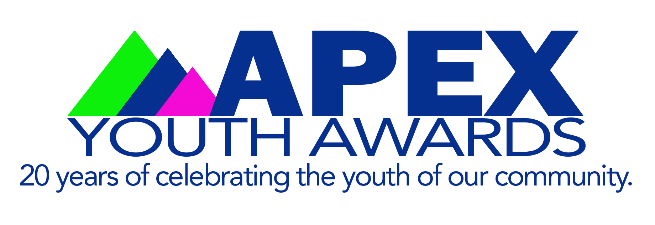 APEX
YOUTH AWARDS
20 years of celebrating the youth of our community.